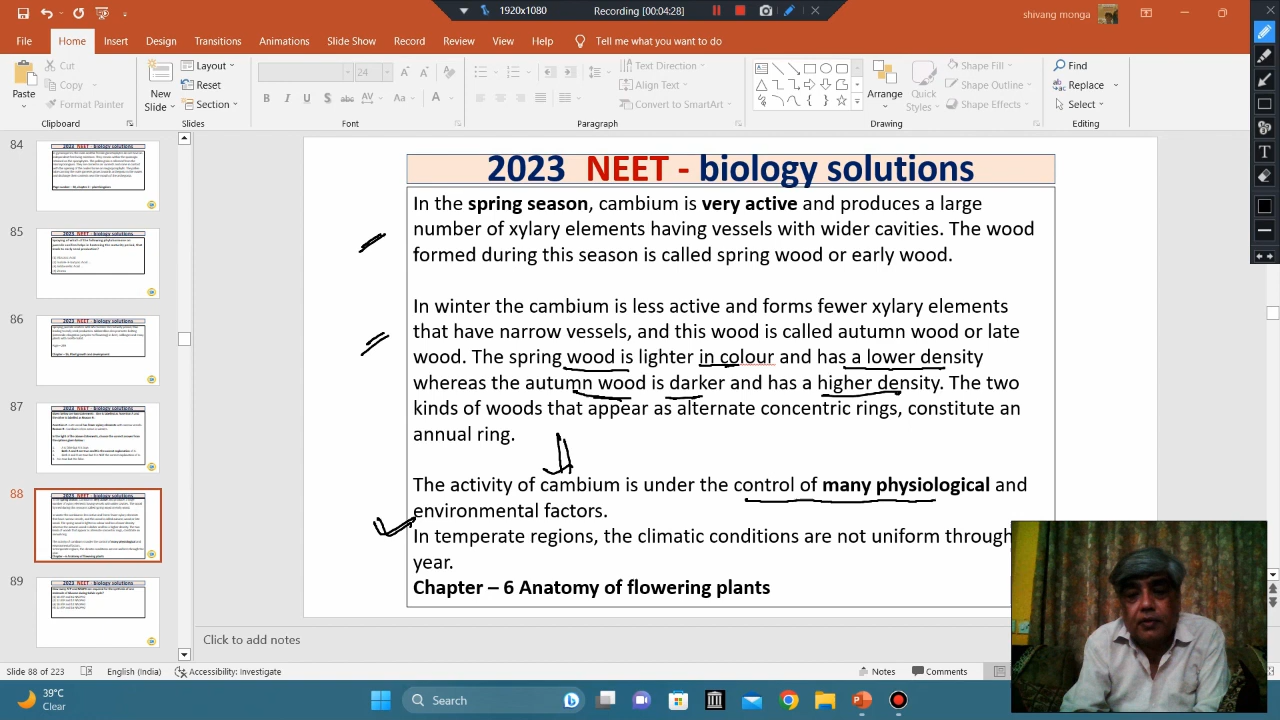 1920x1080
Recording [00:04:28]
shivang monga
File Home Insert Design Transitions Animations Slide Show Record Review View Help Tell me what you want to do
Cut
Copy
Format Painter
Paste
Clipboard
New Slide
Layout
Reset
Section
Slides
24
B I U S abc AV Aa A
Font
Text Direction
Align Text
Convert to SmartArt
Paragraph
Arrange
Quick Styles
Shape Fill
Shape Outline
Shape Effects
Drawing
Find
Replace
Select
Editing
84
85
86
87
88
89
2023 NEET - biology solutions
In the spring season, cambium is very active and produces a large
number of xylary elements having vessels with wider cavities. The wood
formed during this season is called spring wood or early wood.
In winter the cambium is less active and forms fewer xylary elements
that have narrow vessels, and this wood is called autumn wood or late
wood. The spring wood is lighter in colour and has a lower density
whereas the autumn wood is darker and has a higher density. The two
kinds of woods that appear as alternate concentric rings, constitute an
annual ring.
The activity of cambium is under the control of many physiological and
environmental factors.
In temperate regions, the climatic conditions are not uniform through
year.
Chapter – 6 Anatomy of flowering plants
Click to add notes
Slide 88 of 223 English (India) Accessibility: Investigate Notes Comments
39°C
Clear
Search